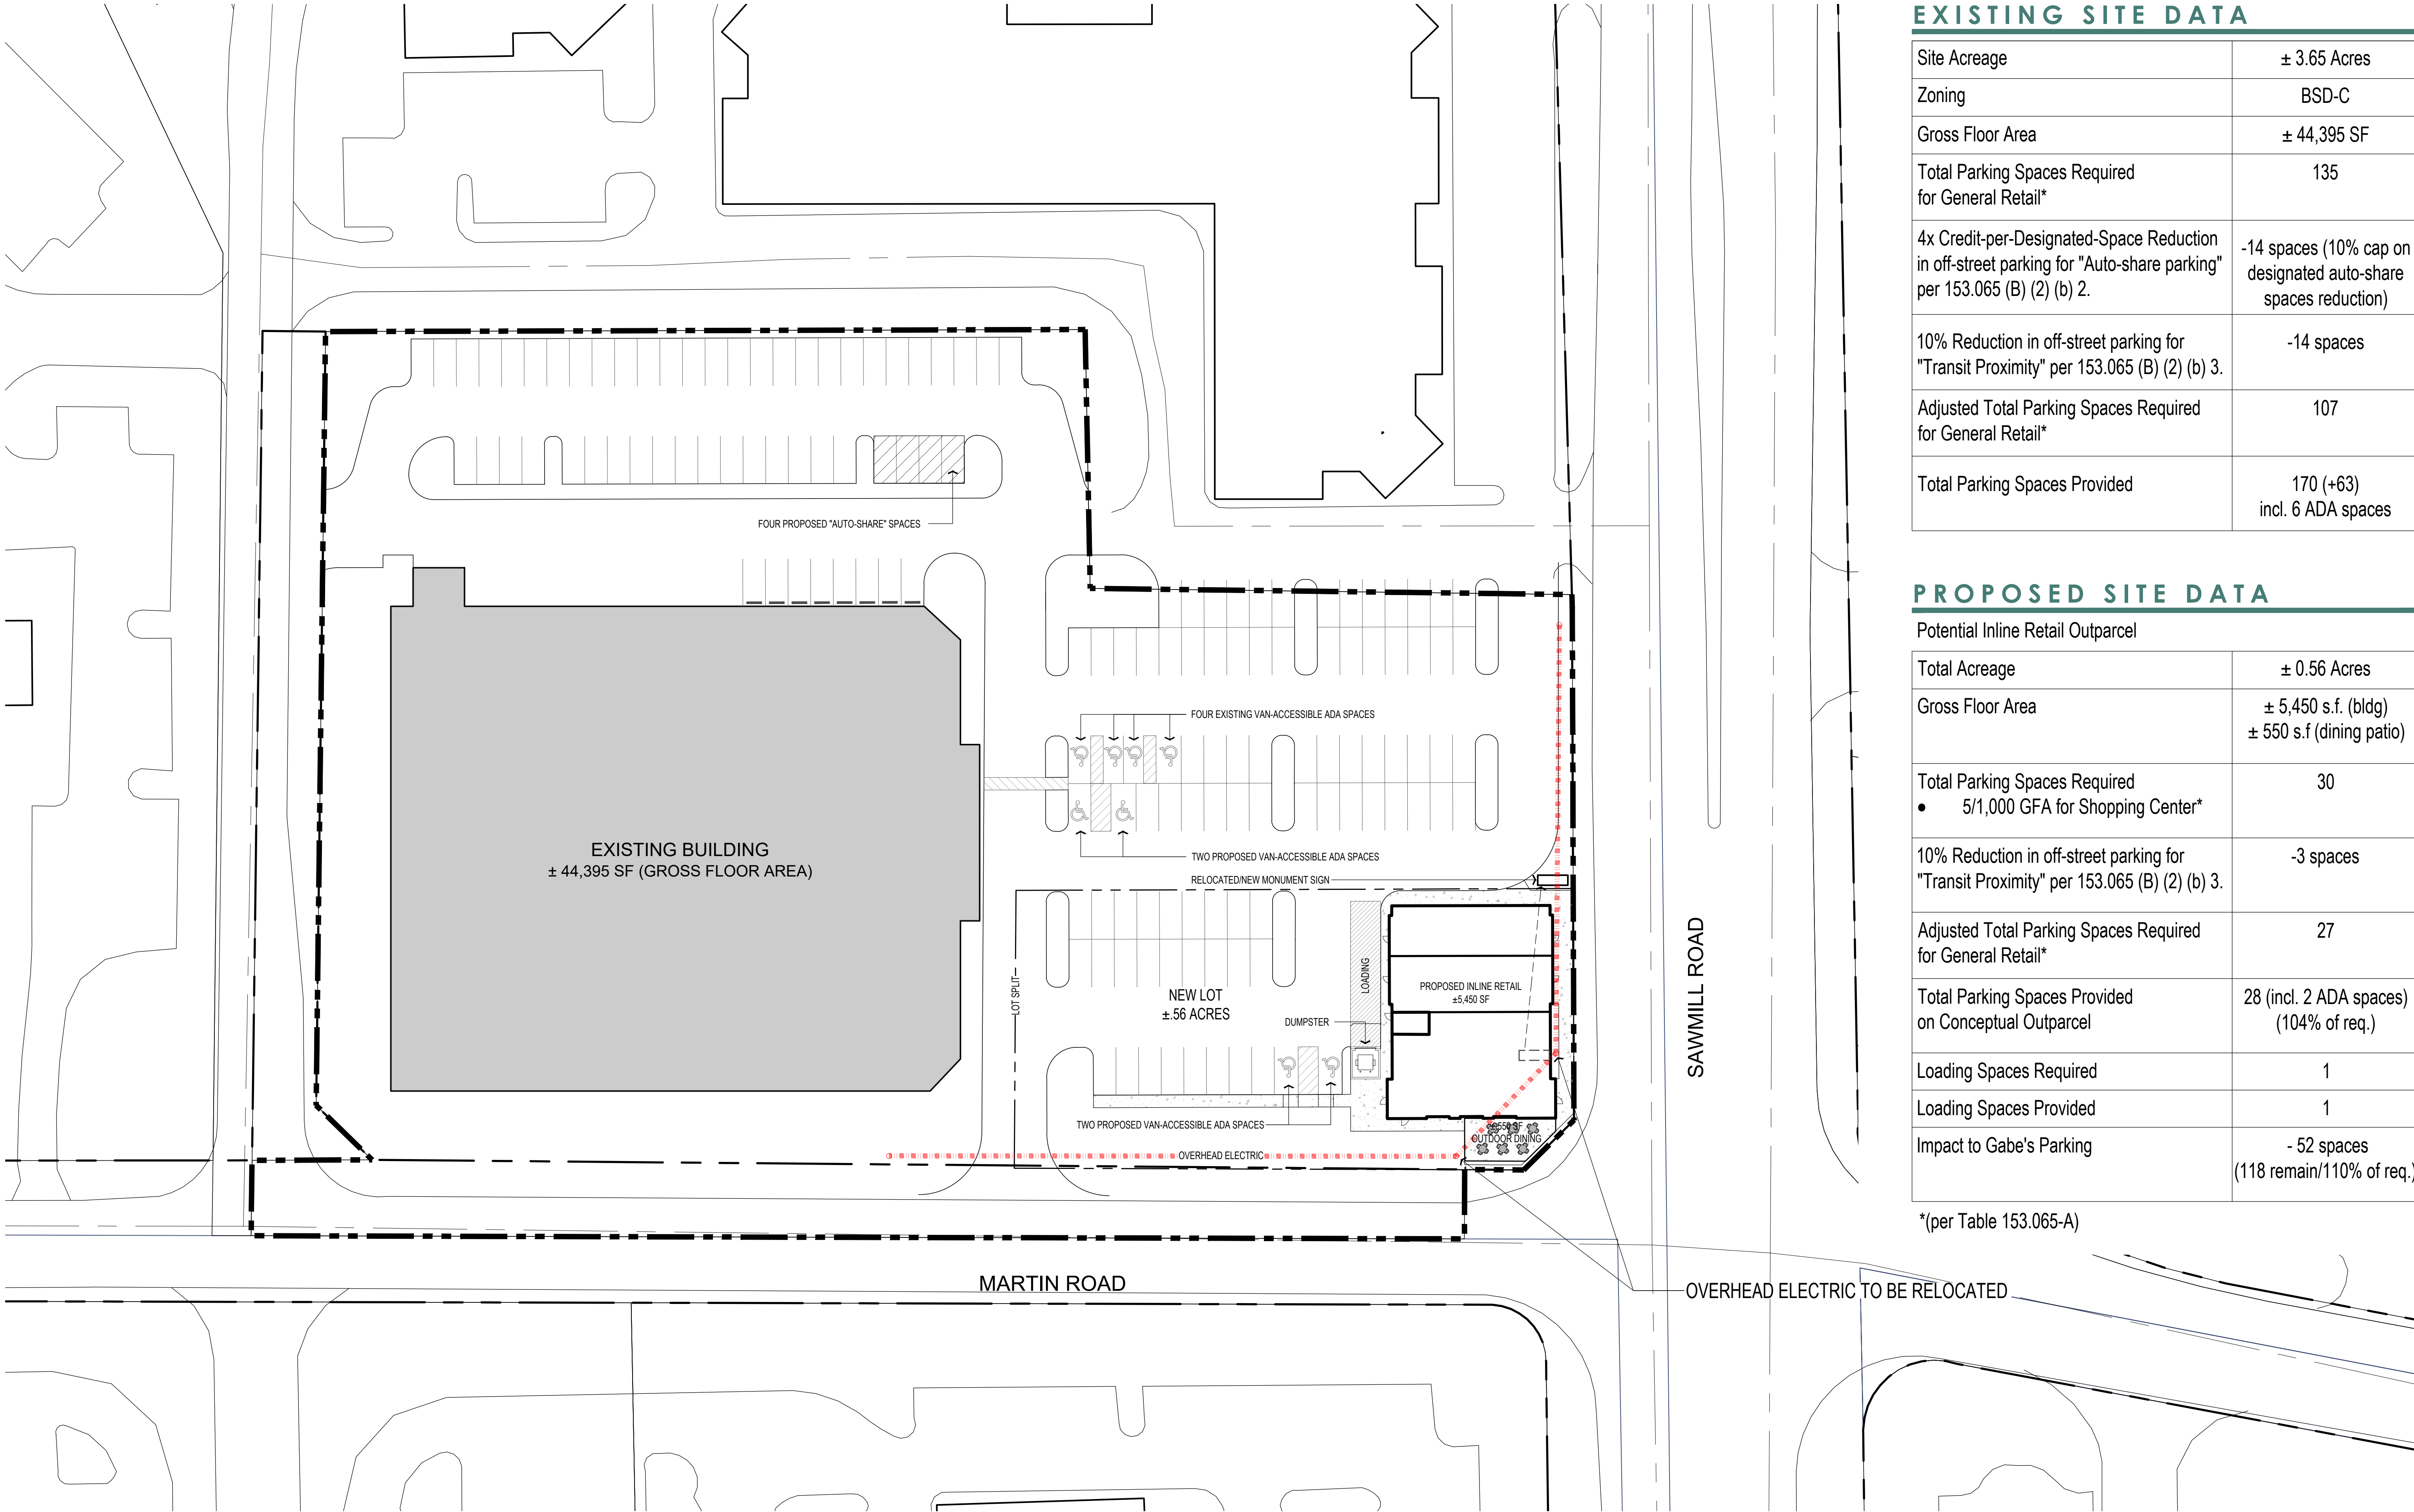 EXISTING SITE DATA
Site Acreage
± 3.65 Acres
Zoning
BSD-C
Gross Floor Area
± 44,395 SF
Total Parking Spaces Required
for General Retail*
135
4x Credit-per-Designated-Space Reduction
in off-street parking for "Auto-share parking"
per 153.065 (B) (2) (b) 2.
-14 spaces (10% cap on
designated auto-share
spaces reduction)
10% Reduction in off-street parking for
"Transit Proximity" per 153.065 (B) (2) (b) 3.
-14 spaces
Adjusted Total Parking Spaces Required
for General Retail*
107
Total Parking Spaces Provided
170 (+63)
incl. 6 ADA spaces
PROPOSED SITE DATA
Potential Inline Retail Outparcel
Total Acreage
± 0.56 Acres
Gross Floor Area
± 5,450 s.f. (bldg)
± 550 s.f (dining patio)
Total Parking Spaces Required
• 5/1,000 GFA for Shopping Center*
30
10% Reduction in off-street parking for
"Transit Proximity" per 153.065 (B) (2) (b) 3.
-3 spaces
Adjusted Total Parking Spaces Required
for General Retail*
27
Total Parking Spaces Provided
on Conceptual Outparcel
28 (incl. 2 ADA spaces)
(104% of req.)
Loading Spaces Required
1
Loading Spaces Provided
1
Impact to Gabe's Parking
- 52 spaces
(118 remain/110% of req.)
*(per Table 153.065-A)
FOUR PROPOSED "AUTO-SHARE" SPACES
FOUR EXISTING VAN-ACCESSIBLE ADA SPACES
EXISTING BUILDING
± 44,395 SF (GROSS FLOOR AREA)
TWO PROPOSED VAN-ACCESSIBLE ADA SPACES
RELOCATED/NEW MONUMENT SIGN
LOT SPLIT
NEW LOT
±.56 ACRES
LOADING
PROPOSED INLINE RETAIL
±5,450 SF
DUMPSTER
TWO PROPOSED VAN-ACCESSIBLE ADA SPACES
±550 SF
OUTDOOR DINING
OVERHEAD ELECTRIC
SAWMILL ROAD
MARTIN ROAD
OVERHEAD ELECTRIC TO BE RELOCATED